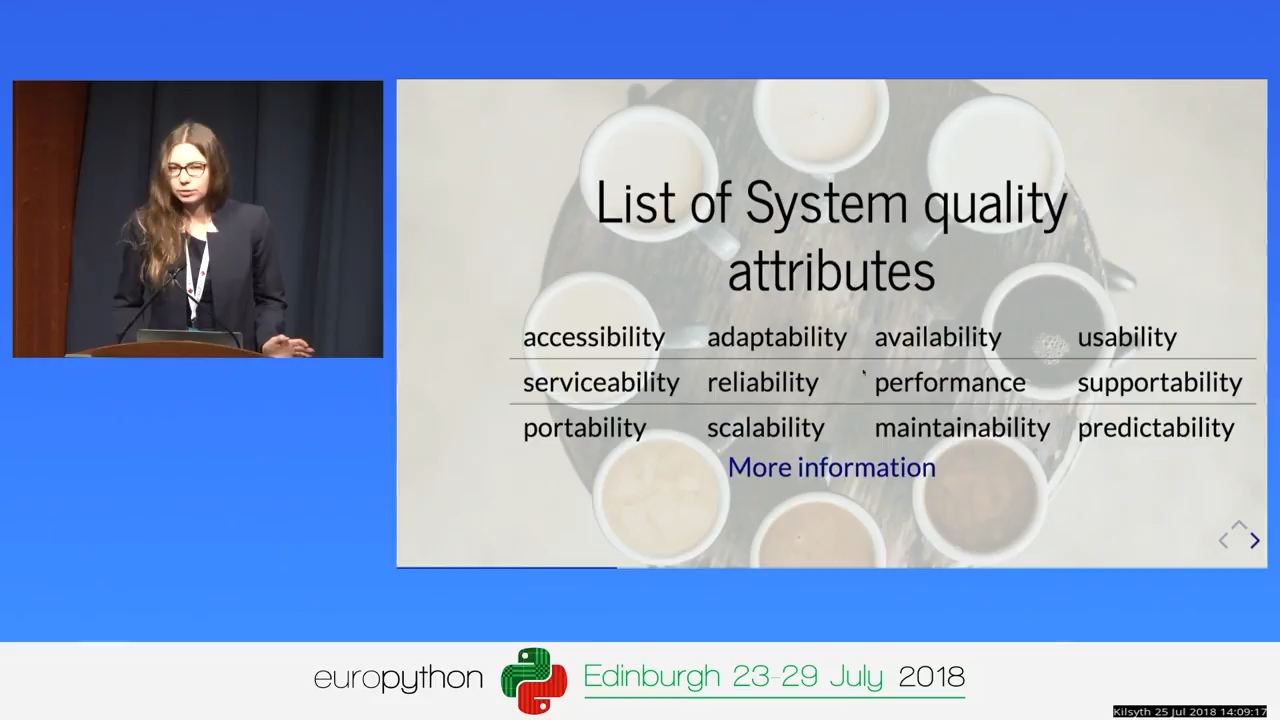 List of System quality
attributes
accessibility adaptability availability usability
serviceability reliability performance supportability
portability scalability maintainability predictability
More information
europython Edinburgh 23-29 July 2018
Kilsyth 25 Jul 2018 14:09:17